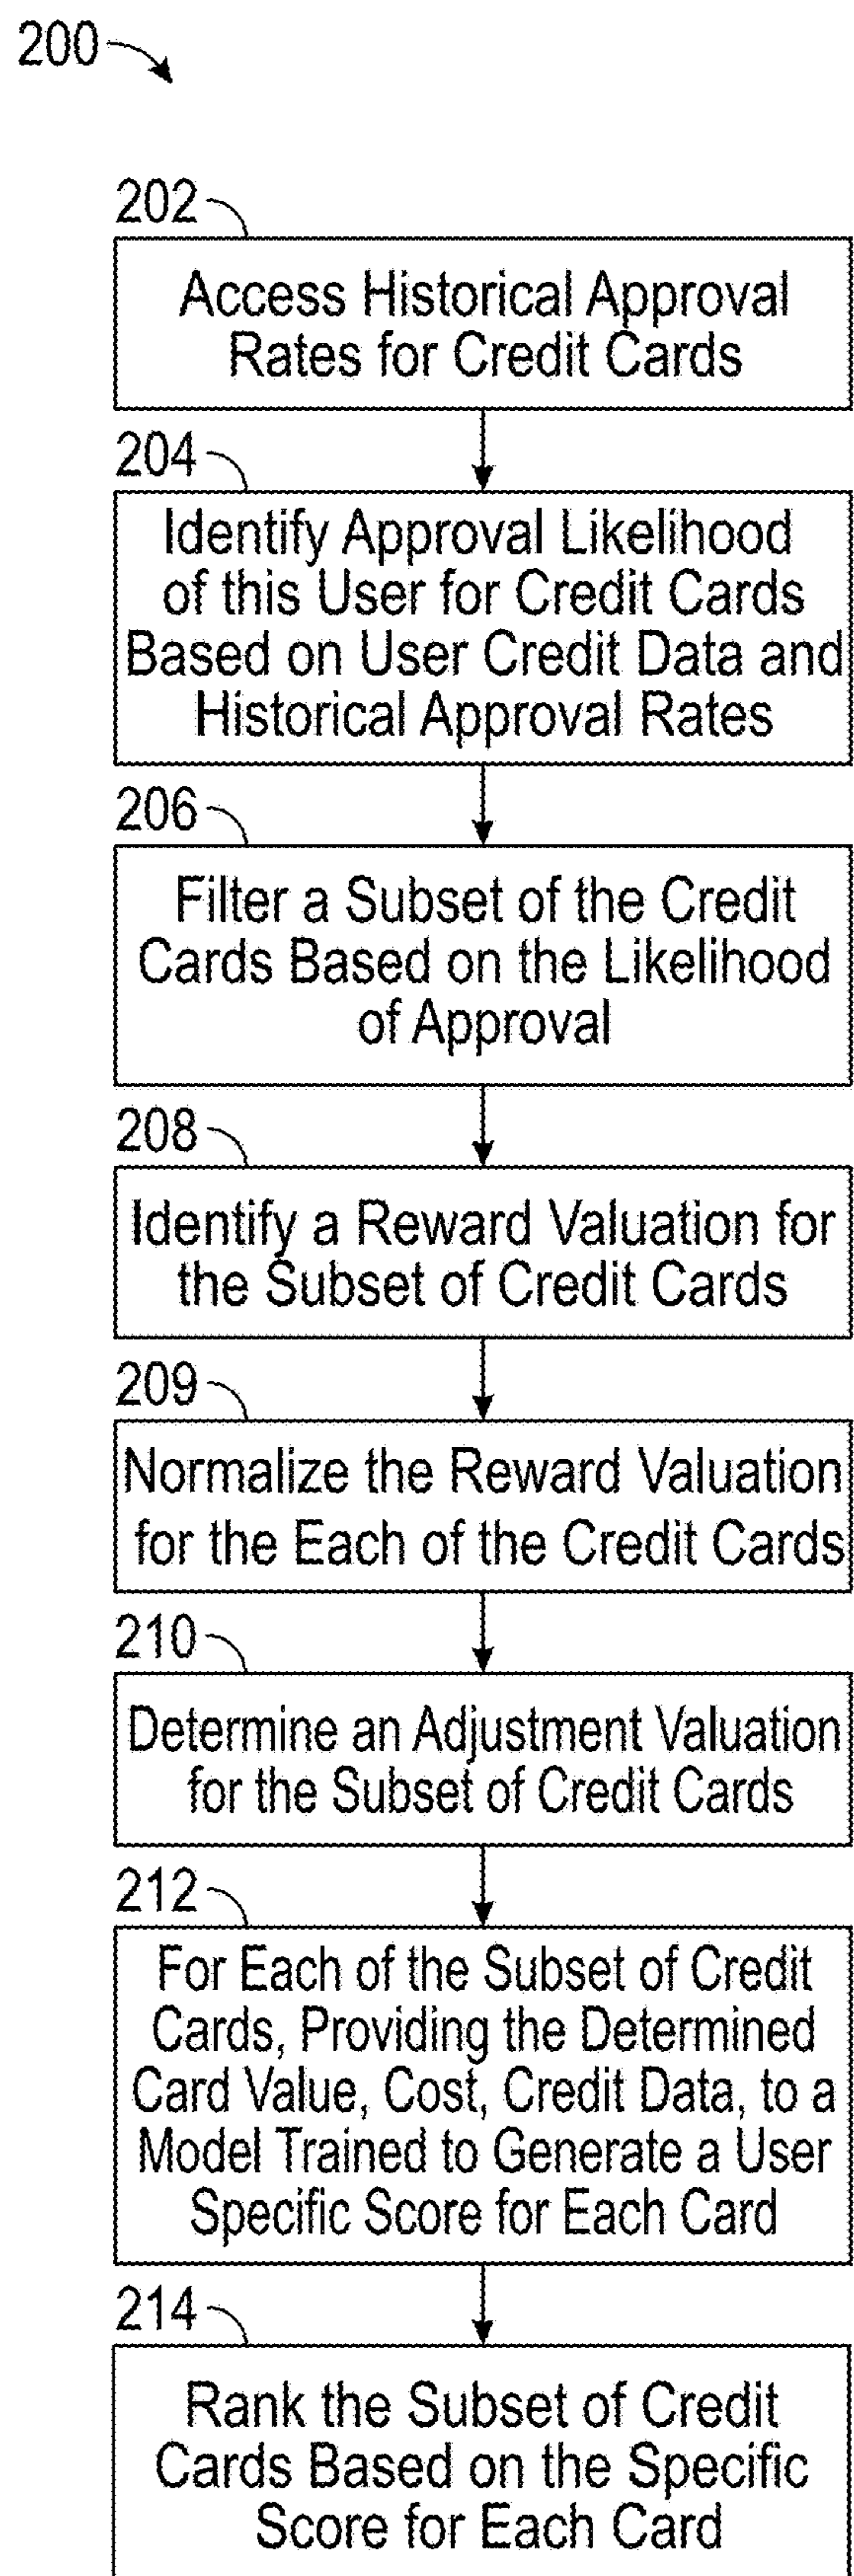 200
202
Access Historical Approval
Rates for Credit Cards
204
Identify Approval Likelihood
of this User for Credit Cards
Based on User Credit Data and
Historical Approval Rates
206
Filter a Subset of the Credit
Cards Based on the Likelihood
of Approval
208
Identify a Reward Valuation for
the Subset of Credit Cards
209
Normalize the Reward Valuation
for the Each of the Credit Cards
210
Determine an Adjustment Valuation
for the Subset of Credit Cards
212
For Each of the Subset of Credit
Cards, Providing the Determined
Card Value, Cost, Credit Data, to a
Model Trained to Generate a User
Specific Score for Each Card
214
Rank the Subset of Credit
Cards Based on the Specific
Score for Each Card